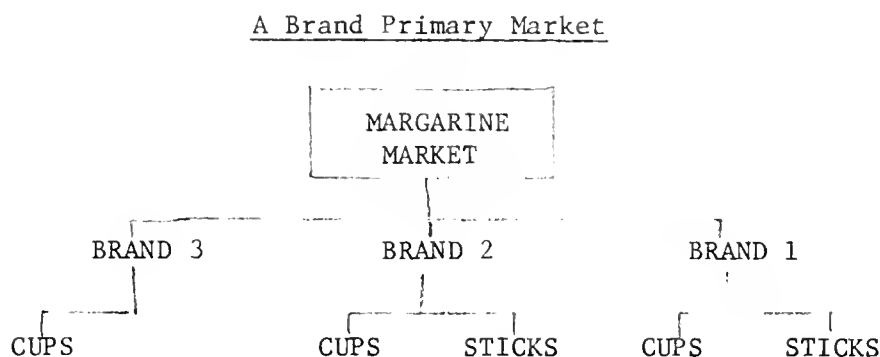 A Brand Primary Market
MARGARINE
MARKET
BRAND 3 BRAND 2 BRAND 1
CUPS CUPS STICKS CUPS STICKS